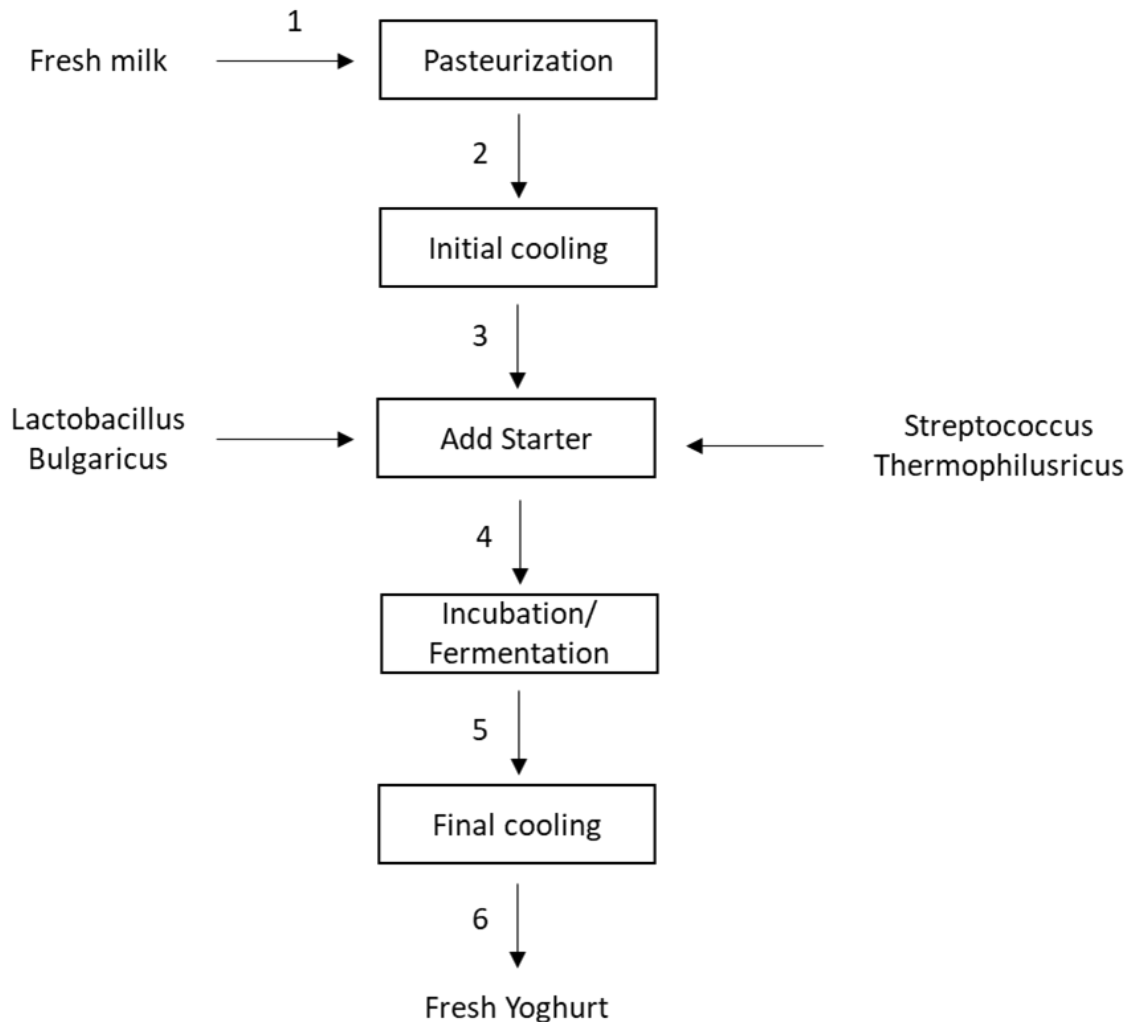 1
Fresh milk
Pasteurization
2
Initial cooling
3
Lactobacillus
Bulgaricus
Add Starter
Streptococcus
Thermophilusricus
4
Incubation/
Fermentation
5
Final cooling
6
Fresh Yoghurt